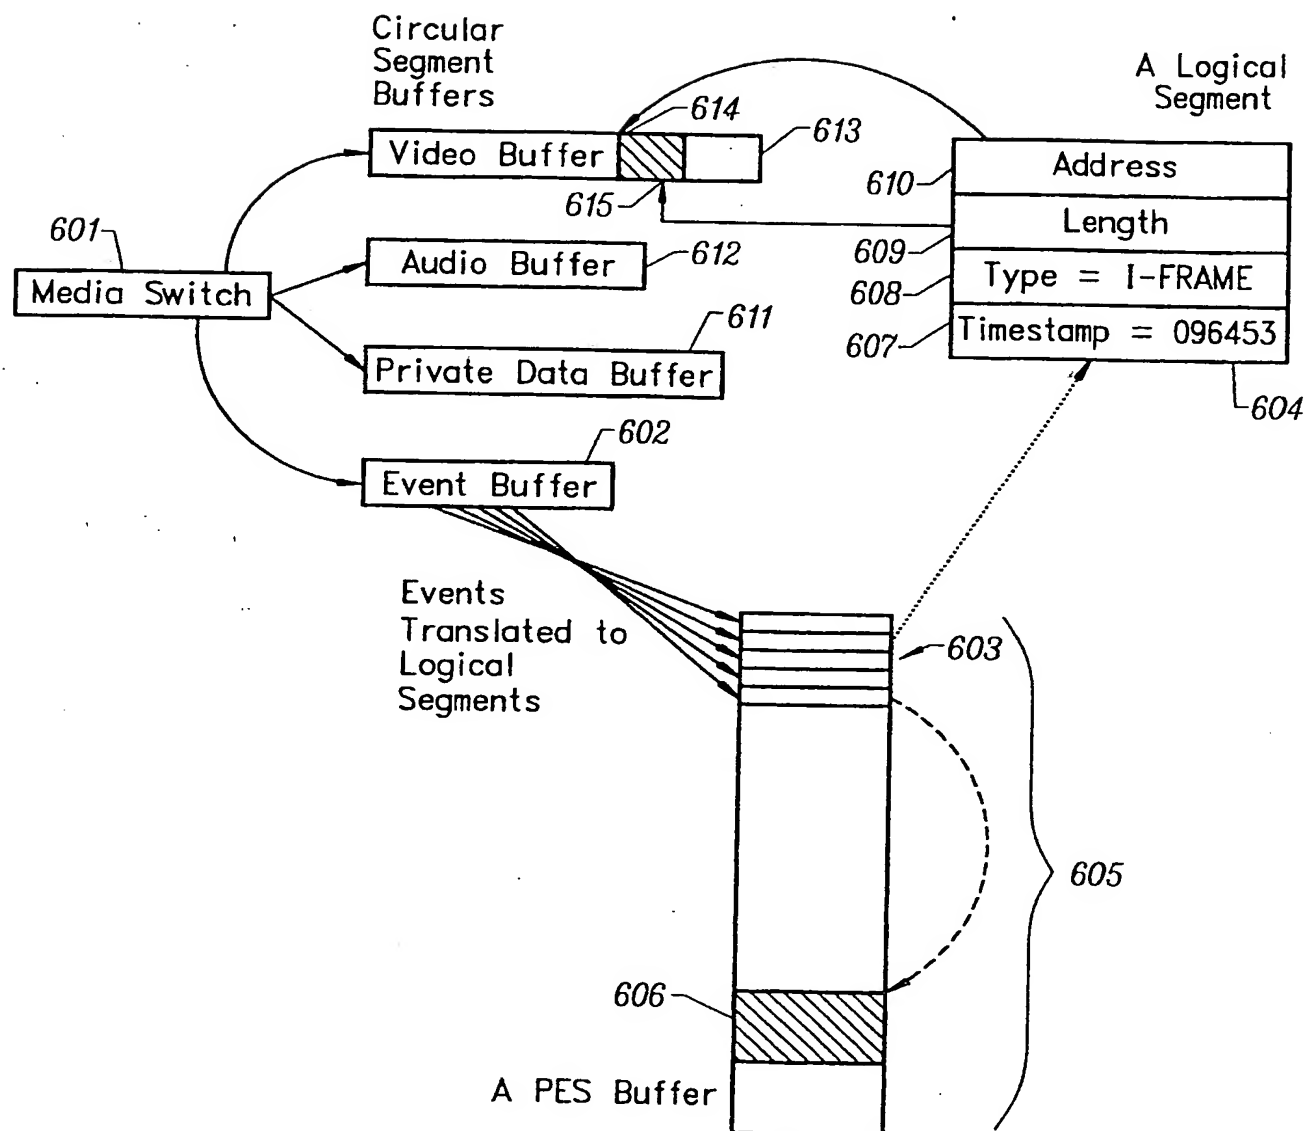 Circular
Segment
Buffers
A Logical
Segment
614
613
Video Buffer
615
610
Address
609
Length
608
Type = I-FRAME
607
Timestamp = 096453
604
601
Media Switch
Audio Buffer
612
611
Private Data Buffer
602
Event Buffer
Events
Translated to
Logical
Segments
603
605
606
A PES Buffer